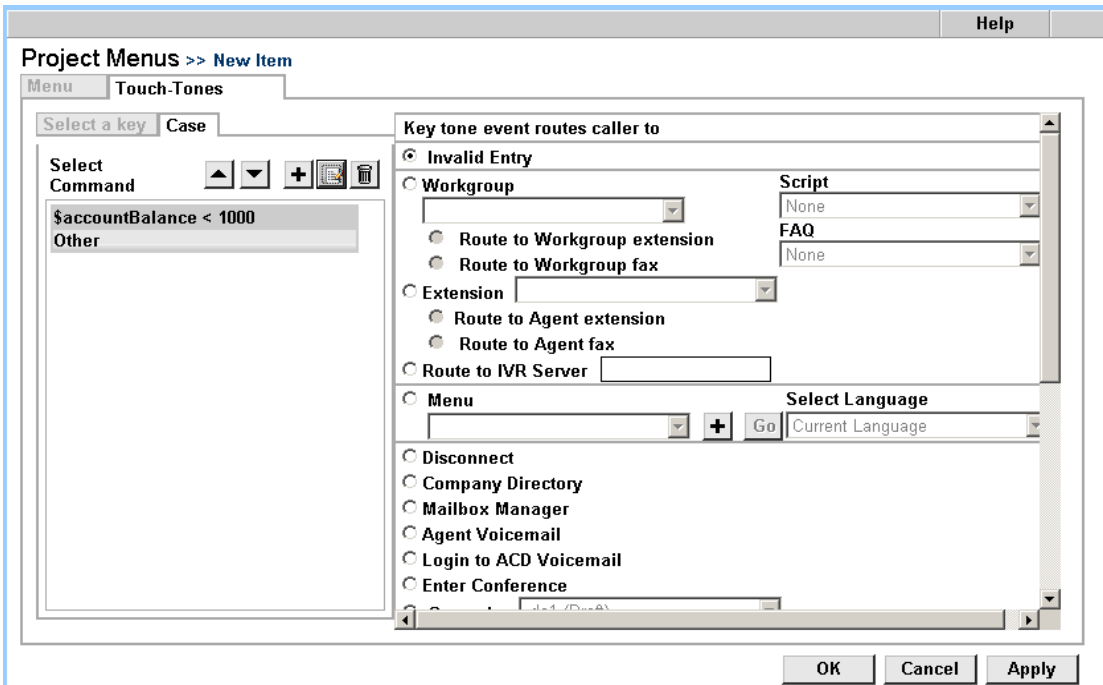 Help
Project Menus >> New Item
Menu Touch-Tones
Select a key Case
Select
Command
$accountBalance < 1000
Other
Key tone event routes caller to
Invalid Entry
Workgroup
Script
None
Route to Workgroup extension
FAQ
None
Route to Workgroup fax
Extension
Route to Agent extension
Route to Agent fax
Route to IVR Server
Menu
Select Language
Go
Current Language
Disconnect
Company Directory
Mailbox Manager
Agent Voicemail
Login to ACD Voicemail
Enter Conference
OK Cancel Apply